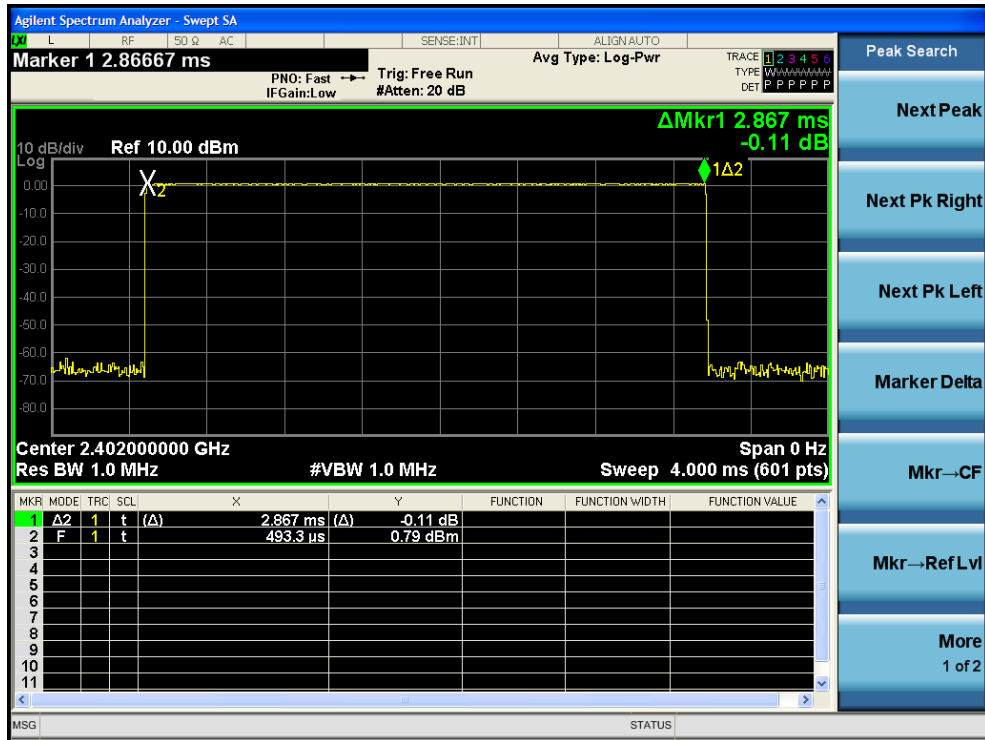 Agilent Spectrum Analyzer - Swept SA
LXI L RF 50 Ω AC SENSE:INT ALIGN AUTO
Marker 1 2.86667 ms
PNO: Fast
IFGain:Low
Trig: Free Run
#Atten: 20 dB
Avg Type: Log-Pwr
TRACE 1 2 3 4 5 6
TYPE WWWWWW
DET P P P P P P
Peak Search
Next Peak
Next Pk Right
Next Pk Left
Marker Delta
Mkr→CF
Mkr→Ref Lvl
More
1 of 2
ΔMkr1 2.867 ms
-0.11 dB
10 dB/div Ref 10.00 dBm
Log
0.00
-10.0
-20.0
-30.0
-40.0
-50.0
-60.0
-70.0
-80.0
X2
1Δ2
Center 2.402000000 GHz Span 0 Hz
Res BW 1.0 MHz #VBW 1.0 MHz Sweep 4.000 ms (601 pts)
MKR MODE TRC SCL X Y FUNCTION FUNCTION WIDTH FUNCTION VALUE
1 Δ2 1 t (Δ) 2.867 ms (Δ) -0.11 dB
2 F 1 t 493.3 µs 0.79 dBm
3
4
5
6
7
8
9
10
11
MSG STATUS